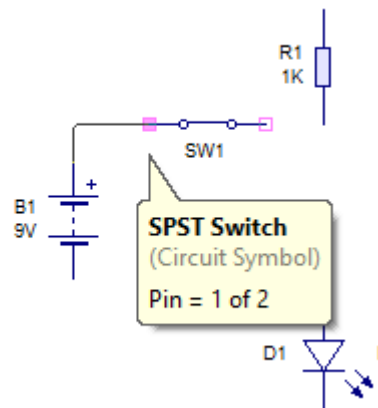 R1
1K
SW1
+
B1
9V
SPST Switch
(Circuit Symbol)
Pin = 1 of 2
D1